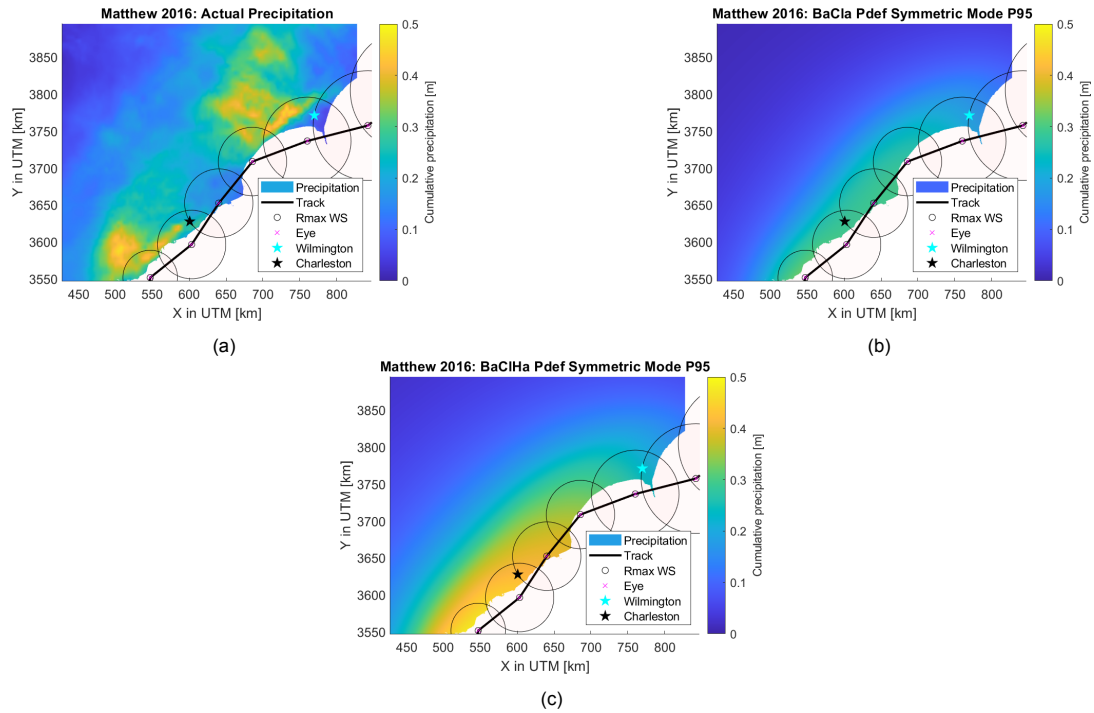 Matthew 2016: Actual Precipitation
Y in UTM [km]
3850
3800
3750
3700
3650
3600
3550
450 500 550 600 650 700 750 800
X in UTM [km]
Precipitation
Track
Rmax WS
Eye
Wilmington
Charleston
0.5
0.4
0.3
0.2
0.1
0
Cumulative precipitation [m]
(a)
Matthew 2016: BaCla Pdef Symmetric Mode P95
Y in UTM [km]
3850
3800
3750
3700
3650
3600
3550
450 500 550 600 650 700 750 800
X in UTM [km]
Precipitation
Track
Rmax WS
Eye
Wilmington
Charleston
0.5
0.4
0.3
0.2
0.1
0
Cumulative precipitation [m]
(b)
Matthew 2016: BaClHa Pdef Symmetric Mode P95
Y in UTM [km]
3850
3800
3750
3700
3650
3600
3550
450 500 550 600 650 700 750 800
X in UTM [km]
Precipitation
Track
Rmax WS
Eye
Wilmington
Charleston
0.5
0.4
0.3
0.2
0.1
0
Cumulative precipitation [m]
(c)